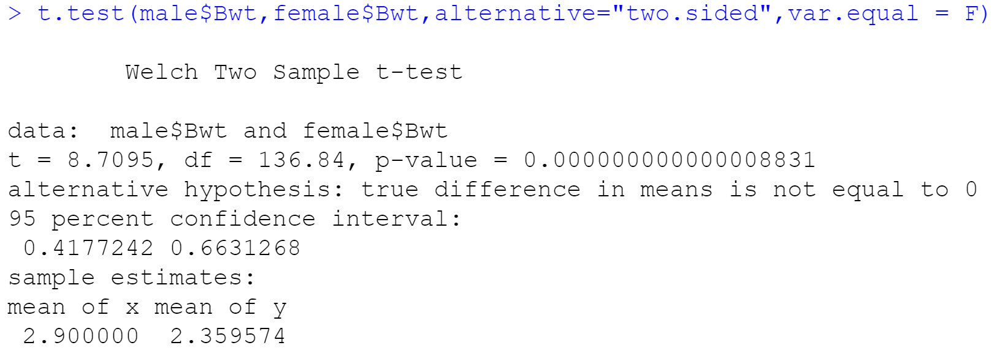 > t.test(male$Bwt,female$Bwt,alternative="two.sided",var.equal = F)
Welch Two Sample t-test
data:  male$Bwt and female$Bwt
t = 8.7095, df = 136.84, p-value = 0.000000000000008831
alternative hypothesis: true difference in means is not equal to 0
95 percent confidence interval:
0.4177242 0.6631268
sample estimates:
mean of x mean of y
2.900000  2.359574